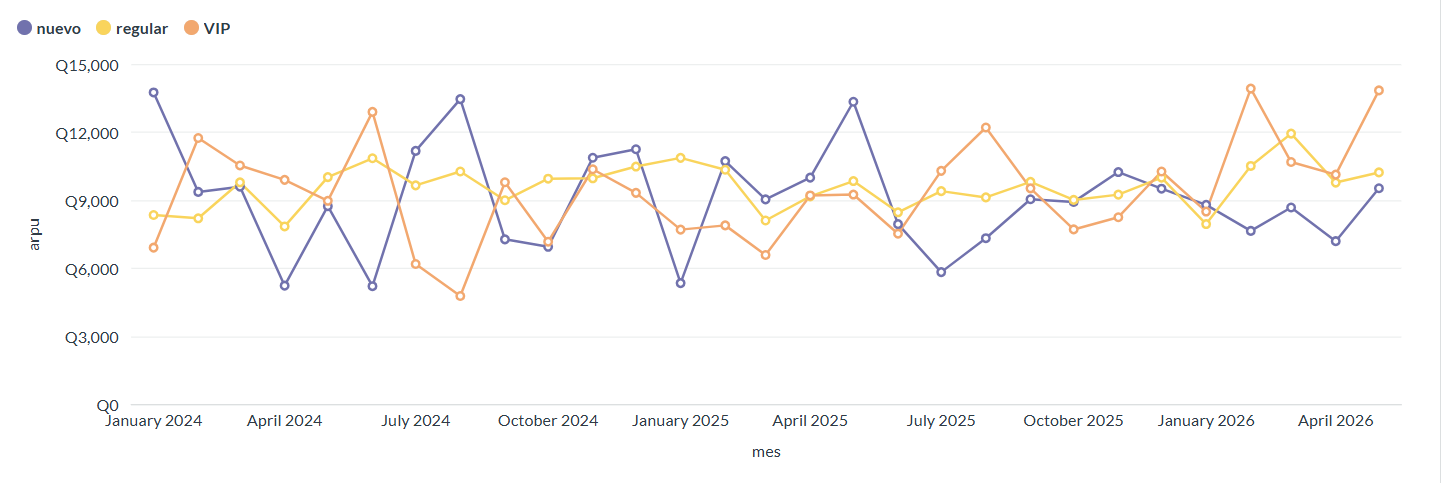 nuevo regular VIP
Q15,000
Q12,000
Q9,000
Q6,000
Q3,000
Q0
arpu
January 2024 April 2024 July 2024 October 2024 January 2025 April 2025 July 2025 October 2025 January 2026 April 2026
mes